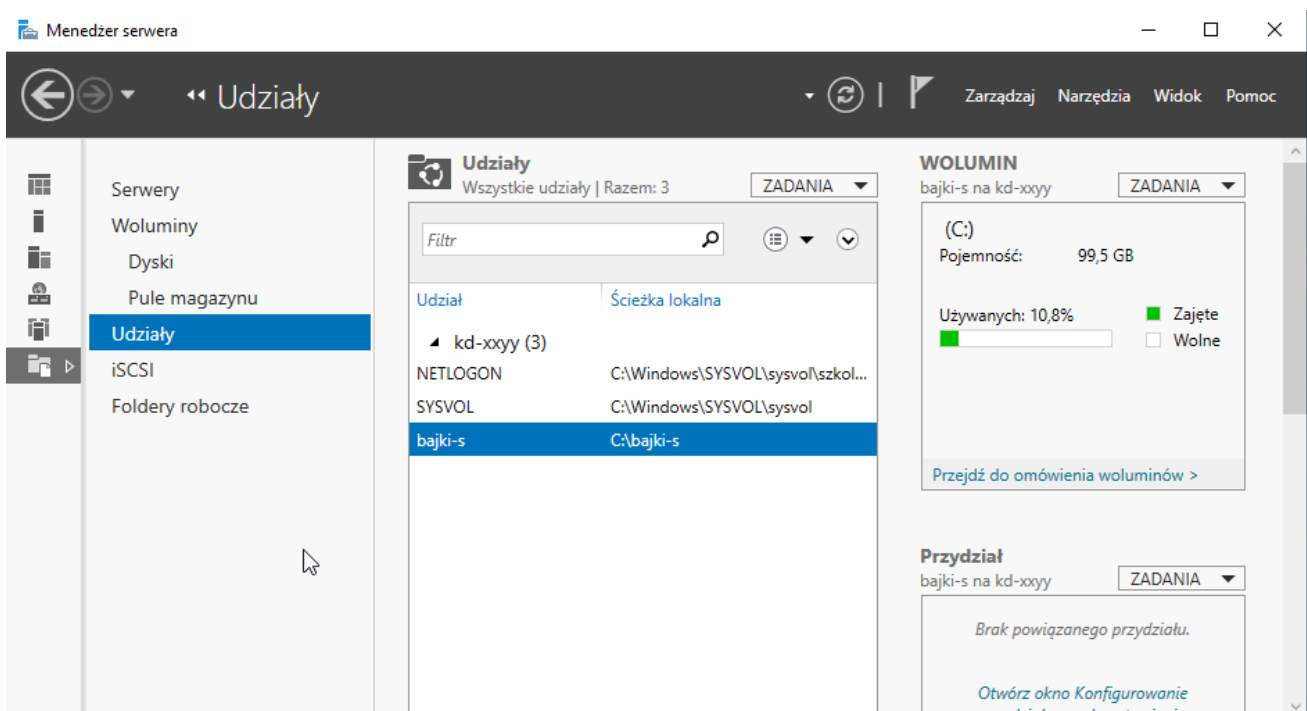 Menedżer serwera
Udziały
Zarządzaj Narzędzia Widok Pomoc
Serwery
Woluminy
Dyski
Pule magazynu
Udziały
iSCSI
Foldery robocze
Udziały
Wszystkie udziały | Razem: 3
ZADANIA
Filtr
Udział Ścieżka lokalna
kd-xxyy (3)
NETLOGON C:\Windows\SYSVOL\sysvol\szkol...
SYSVOL C:\Windows\SYSVOL\sysvol
bajki-s C:\bajki-s
WOLUMIN
bajki-s na kd-xxyy
ZADANIA
(C:)
Pojemność: 99,5 GB
Używanych: 10,8%
Zajęte
Wolne
Przejdź do omówienia woluminów >
Przydział
bajki-s na kd-xxyy
ZADANIA
Brak powiązanego przydziału.
Otwórz okno Konfigurowanie